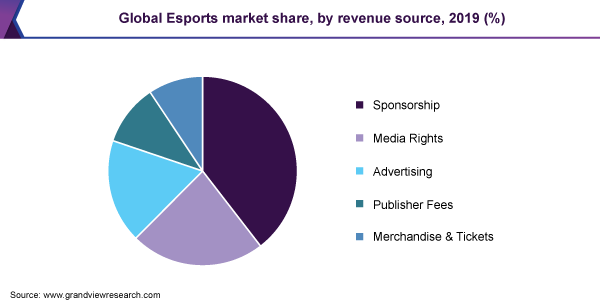 Global Esports market share, by revenue source, 2019 (%)
Sponsorship
Media Rights
Advertising
Publisher Fees
Merchandise & Tickets
Source: www.grandviewresearch.com